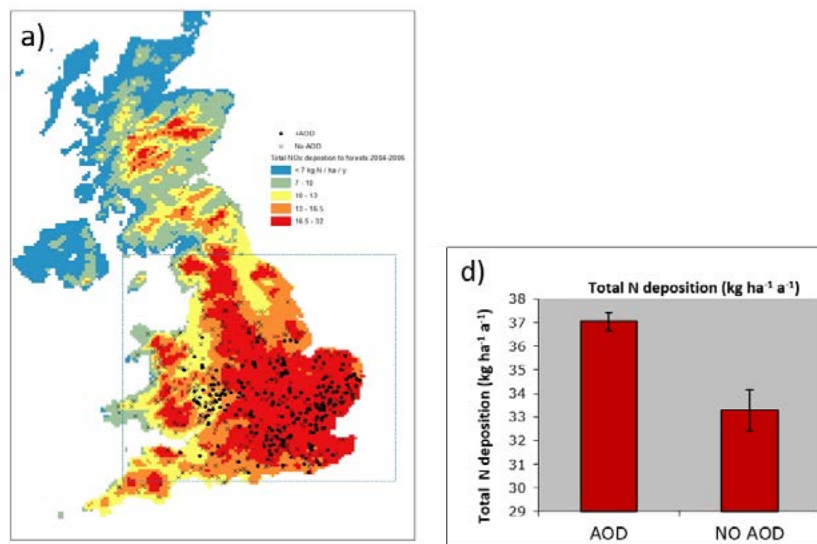 a)
+AOD
No AOD
Total NOx deposition to forests 2004-2006
< 7 kg N / ha / y
7 - 10
10 - 13
13 - 16.5
16.5 - 32
d)
Total N deposition (kg ha⁻¹ a⁻¹)
Total N deposition (kg ha⁻¹ a⁻¹)
38
37
36
35
34
33
32
31
30
29
AOD
NO AOD